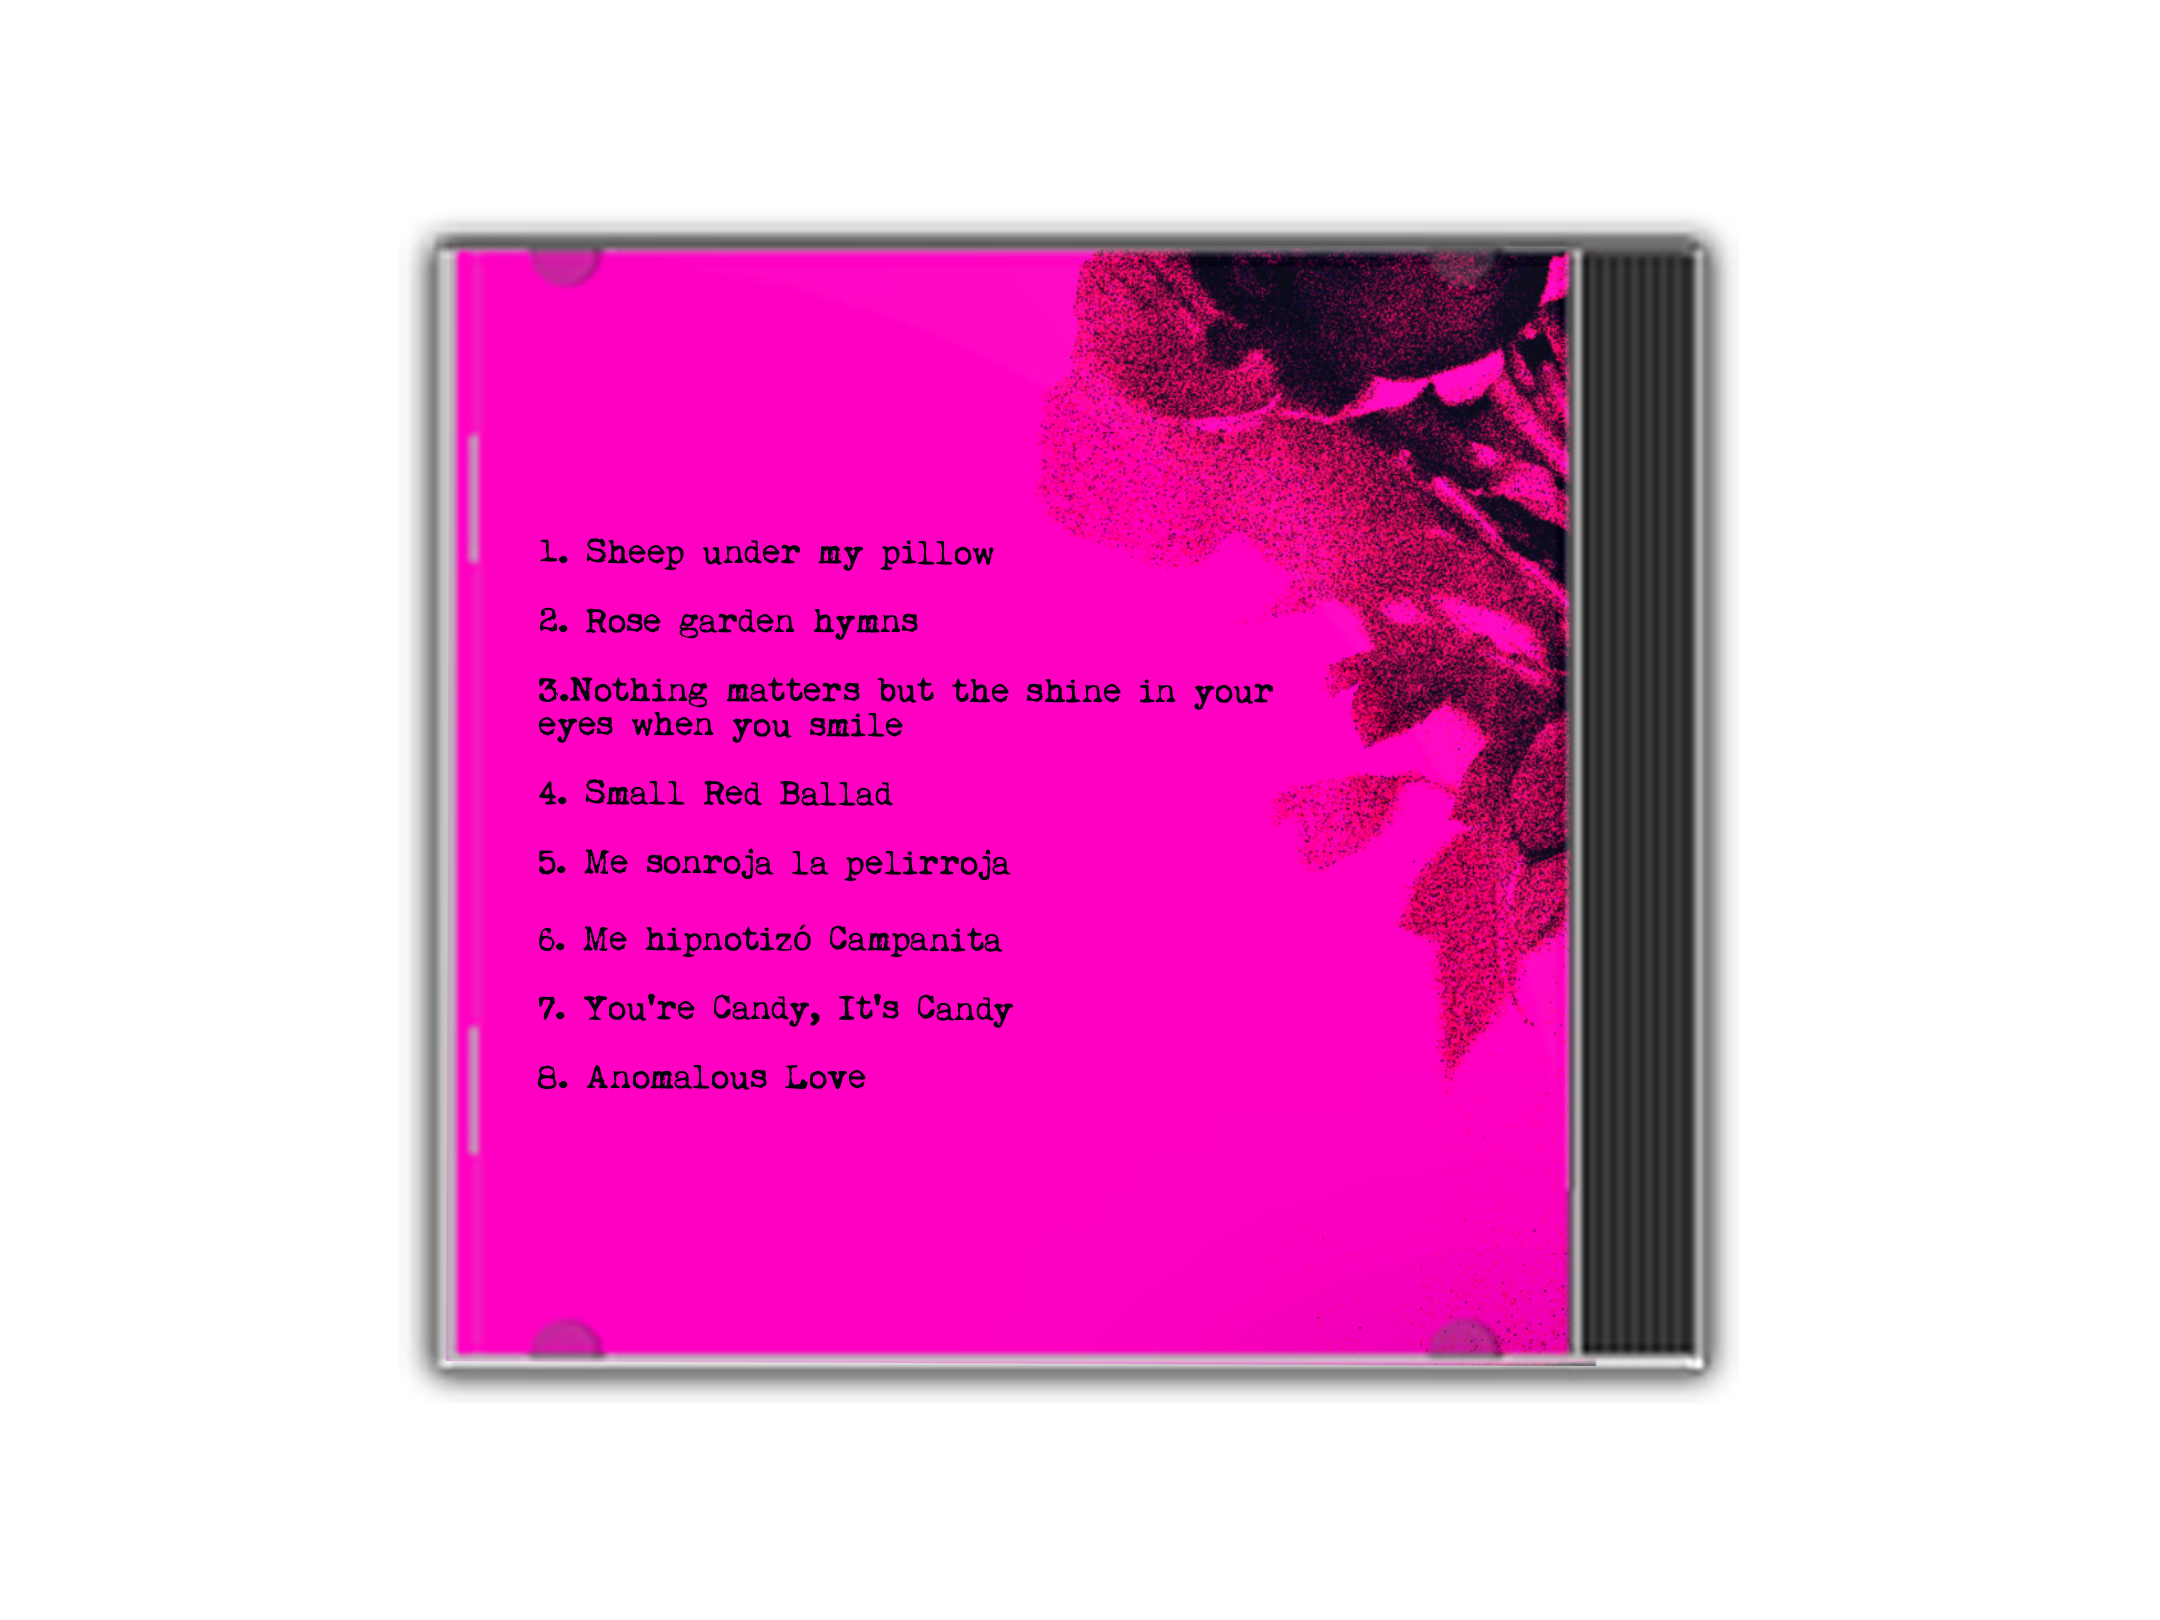 1. Sheep under my pillow
2. Rose garden hymns
3.Nothing matters but the shine in your
eyes when you smile
4. Small Red Ballad
5. Me sonroja la pelirroja
6. Me hipnotizó Campanita
7. You're Candy, It's Candy
8. Anomalous Love